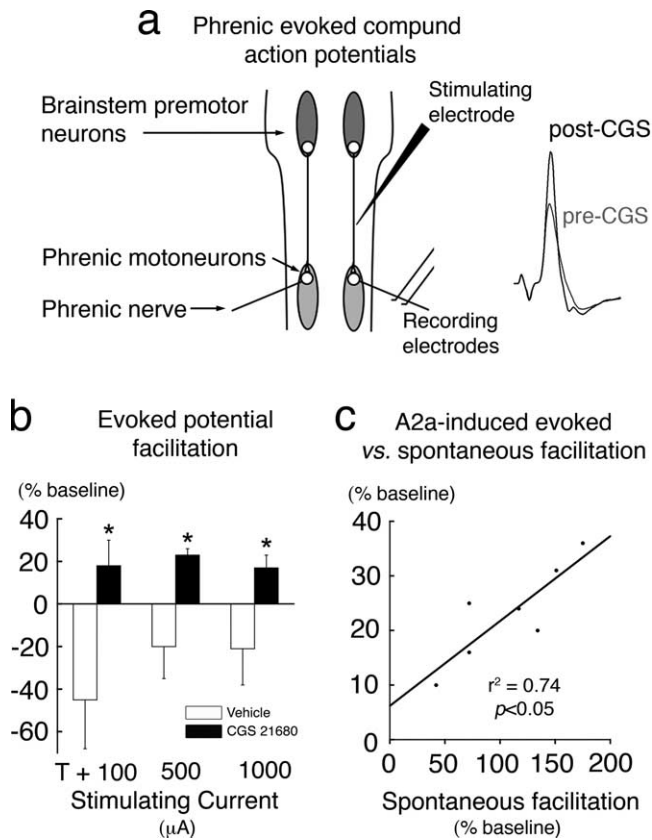 a Phrenic evoked compound
action potentials
Brainstem premotor
neurons
Stimulating
electrode
post-CGS
pre-CGS
Phrenic motoneurons
Phrenic nerve
Recording
electrodes
b Evoked potential
facilitation
(% baseline)
40
20
0
-20
-40
-60
* * *
Vehicle
CGS 21680
T + 100 500 1000
Stimulating Current
(μA)
c A2a-induced evoked
vs. spontaneous facilitation
(% baseline)
40
30
20
10
0
r² = 0.74
p<0.05
0 50 100 150 200
Spontaneous facilitation
(% baseline)